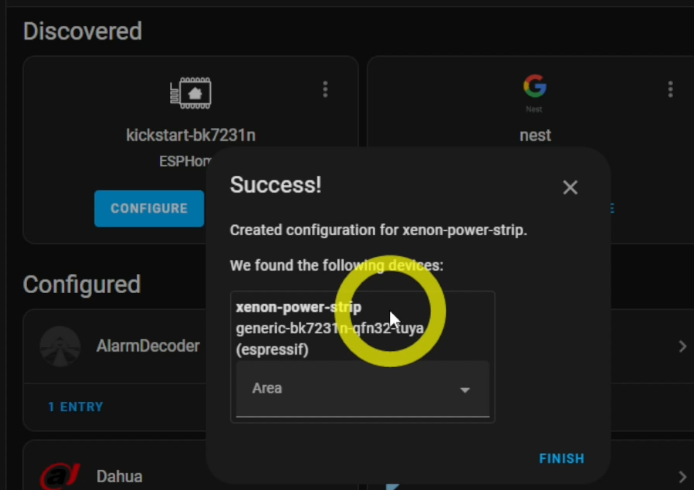 Discovered
kickstart-bk7231n
ESPHom
CONFIGURE
Nest
nest
E
Success!
Created configuration for xenon-power-strip.
We found the following devices:
xenon-power-strip
generic-bk7231n-qfn32-tuya
(espressif)
Area
FINISH
Configured
AlarmDecoder
1 ENTRY
Dahua